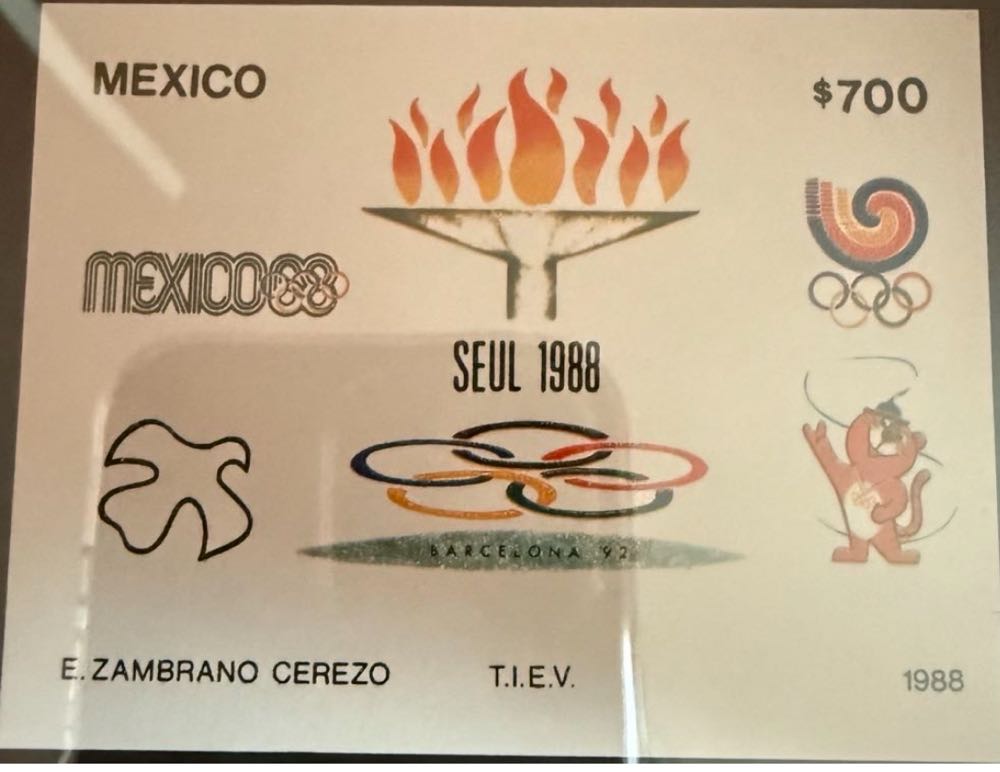 MEXICO
$700
MEXICO68
SEUL 1988
BARCELONA '92
E. ZAMBRANO CEREZO
T.I.E.V.
1988